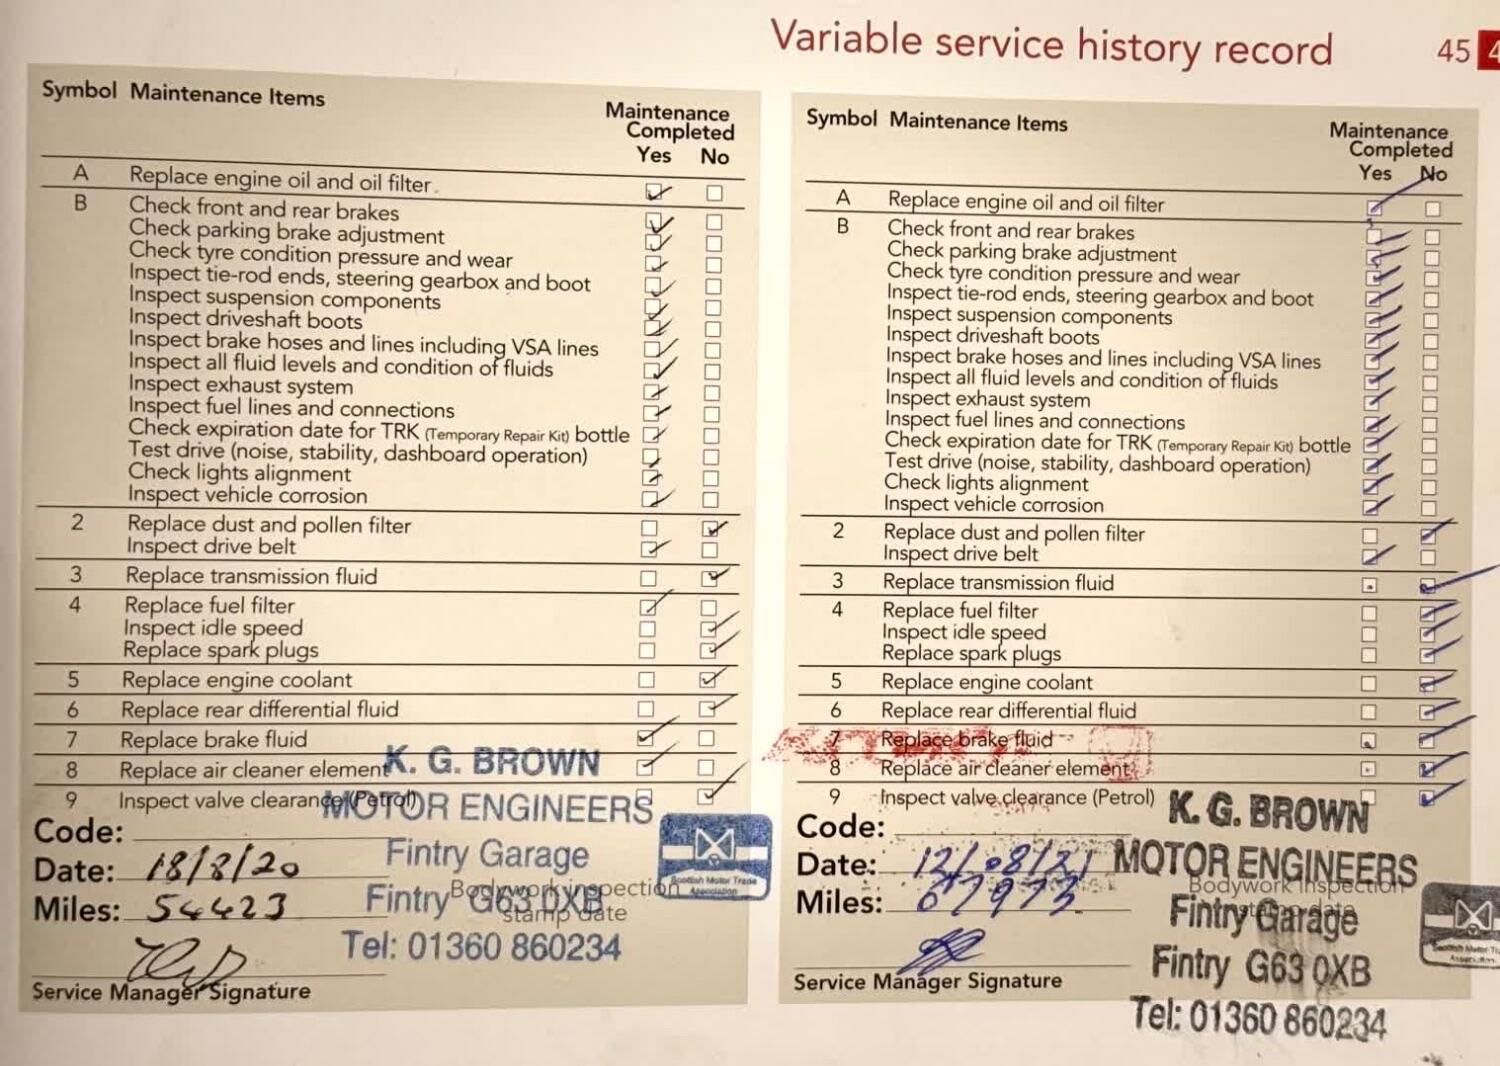 Variable service history record 45 4
Symbol Maintenance Items
Maintenance
Completed
Yes No
A Replace engine oil and oil filter
B Check front and rear brakes
Check parking brake adjustment
Check tyre condition pressure and wear
Inspect tie-rod ends, steering gearbox and boot
Inspect suspension components
Inspect driveshaft boots
Inspect brake hoses and lines including VSA lines
Inspect all fluid levels and condition of fluids
Inspect exhaust system
Inspect fuel lines and connections
Check expiration date for TRK (Temporary Repair Kit) bottle
Test drive (noise, stability, dashboard operation)
Check lights alignment
Inspect vehicle corrosion
2 Replace dust and pollen filter
Inspect drive belt
3 Replace transmission fluid
4 Replace fuel filter
Inspect idle speed
Replace spark plugs
5 Replace engine coolant
6 Replace rear differential fluid
7 Replace brake fluid
8 Replace air cleaner element
9 Inspect valve clearance (Petrol)
K. G. BROWN
MOTOR ENGINEERS
Fintry Garage
Fintry G63 0XB
Tel: 01360 860234
Scottish Motor Trade
Association
Code:
Date: 18/8/20
Miles: 54423
Bodywork inspection
stamp date
Service Manager Signature
Symbol Maintenance Items
Maintenance
Completed
Yes No
A Replace engine oil and oil filter
B Check front and rear brakes
Check parking brake adjustment
Check tyre condition pressure and wear
Inspect tie-rod ends, steering gearbox and boot
Inspect suspension components
Inspect driveshaft boots
Inspect brake hoses and lines including VSA lines
Inspect all fluid levels and condition of fluids
Inspect exhaust system
Inspect fuel lines and connections
Check expiration date for TRK (Temporary Repair Kit) bottle
Test drive (noise, stability, dashboard operation)
Check lights alignment
Inspect vehicle corrosion
2 Replace dust and pollen filter
Inspect drive belt
3 Replace transmission fluid
4 Replace fuel filter
Inspect idle speed
Replace spark plugs
5 Replace engine coolant
6 Replace rear differential fluid
7 Replace brake fluid
8 Replace air cleaner element
9 Inspect valve clearance (Petrol)
K. G. BROWN
MOTOR ENGINEERS
Fintry Garage
Fintry G63 0XB
Tel: 01360 860234
Code:
Date: 12/08/21
Miles: 67973
Bodywork inspection
stamp date
Service Manager Signature